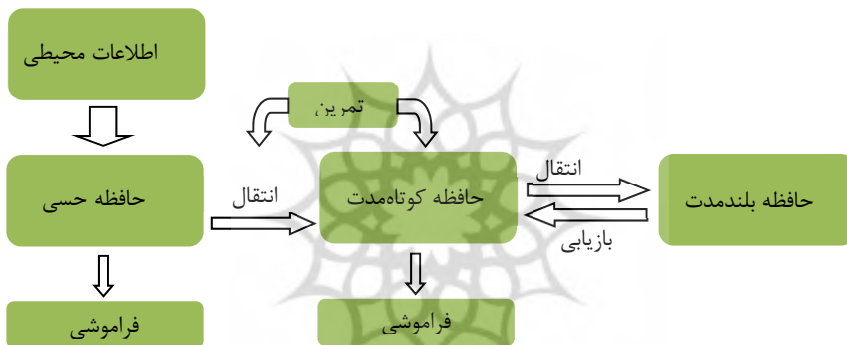 اطلاعات محیطی
تمرین
حافظه حسی
انتقال
حافظه کوتاه‌مدت
انتقال
بازیابی
حافظه بلندمدت
فراموشی
فراموشی